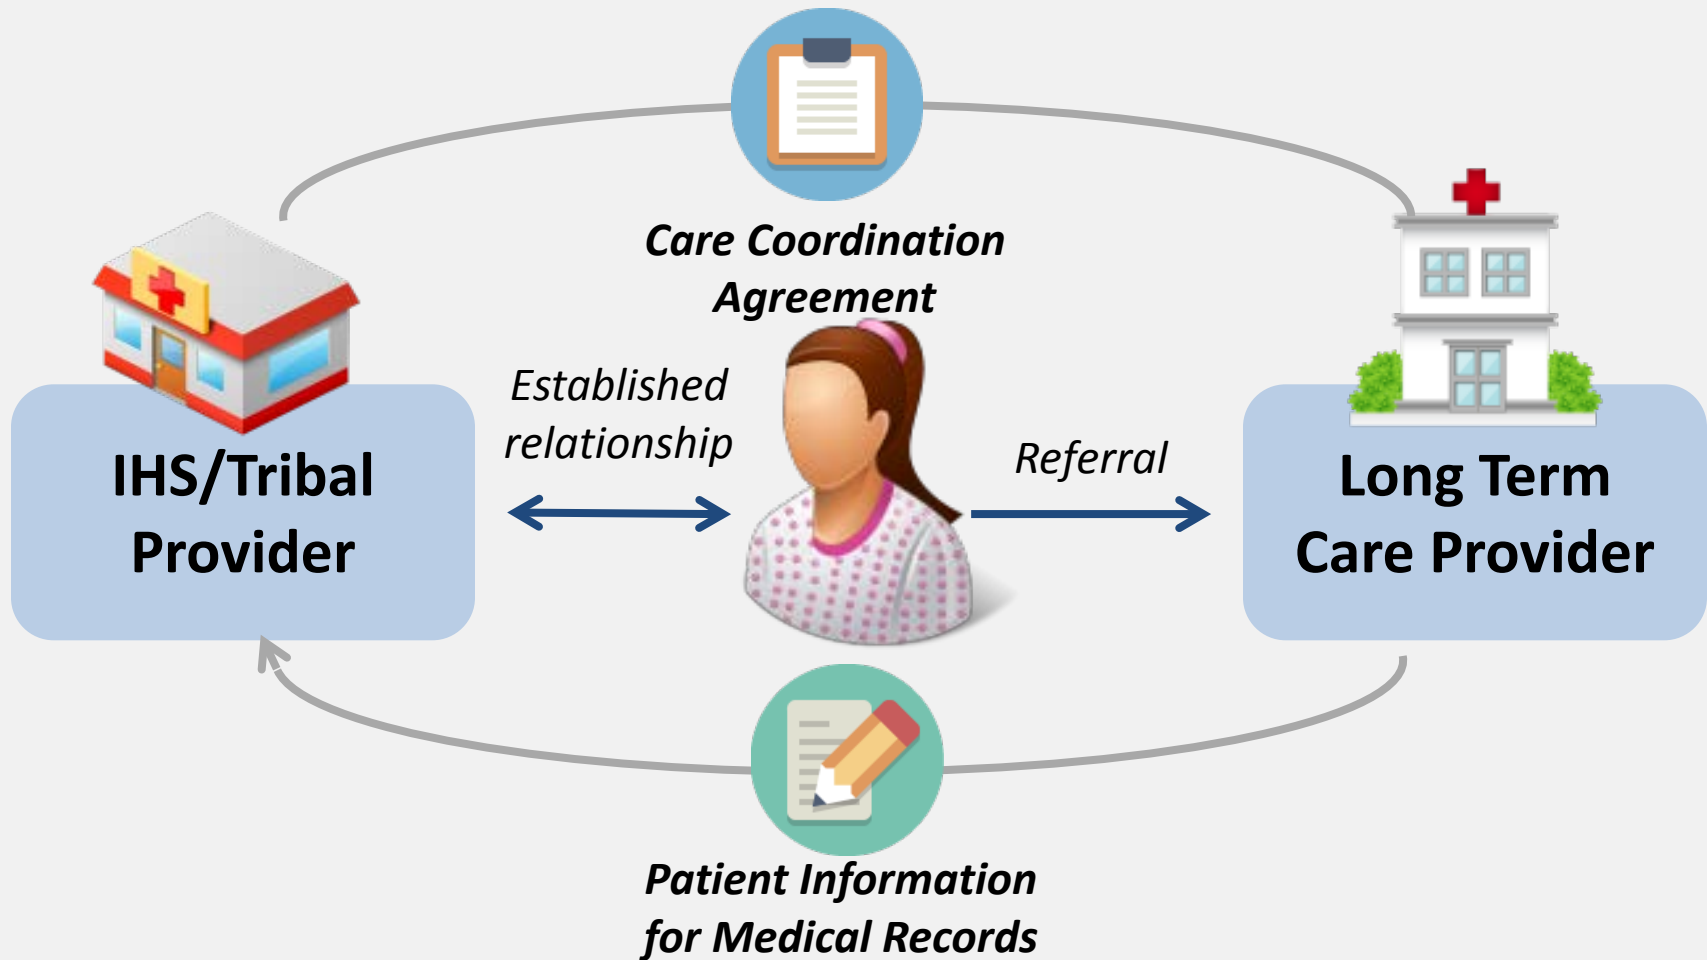 Care Coordination
Agreement
Established
relationship
Referral
IHS/Tribal
Provider
Long Term
Care Provider
Patient Information
for Medical Records